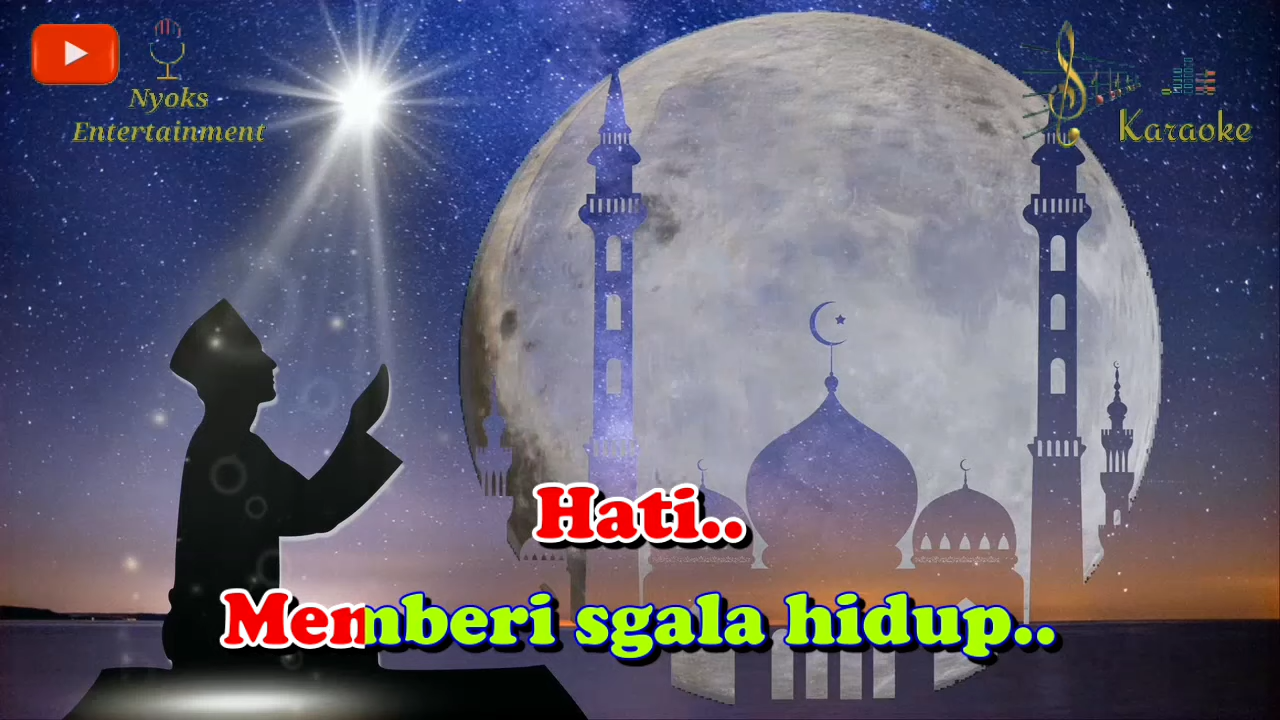 Nyoks
Entertainment
Karaoke
Hati..
Memberi sgala hidup..